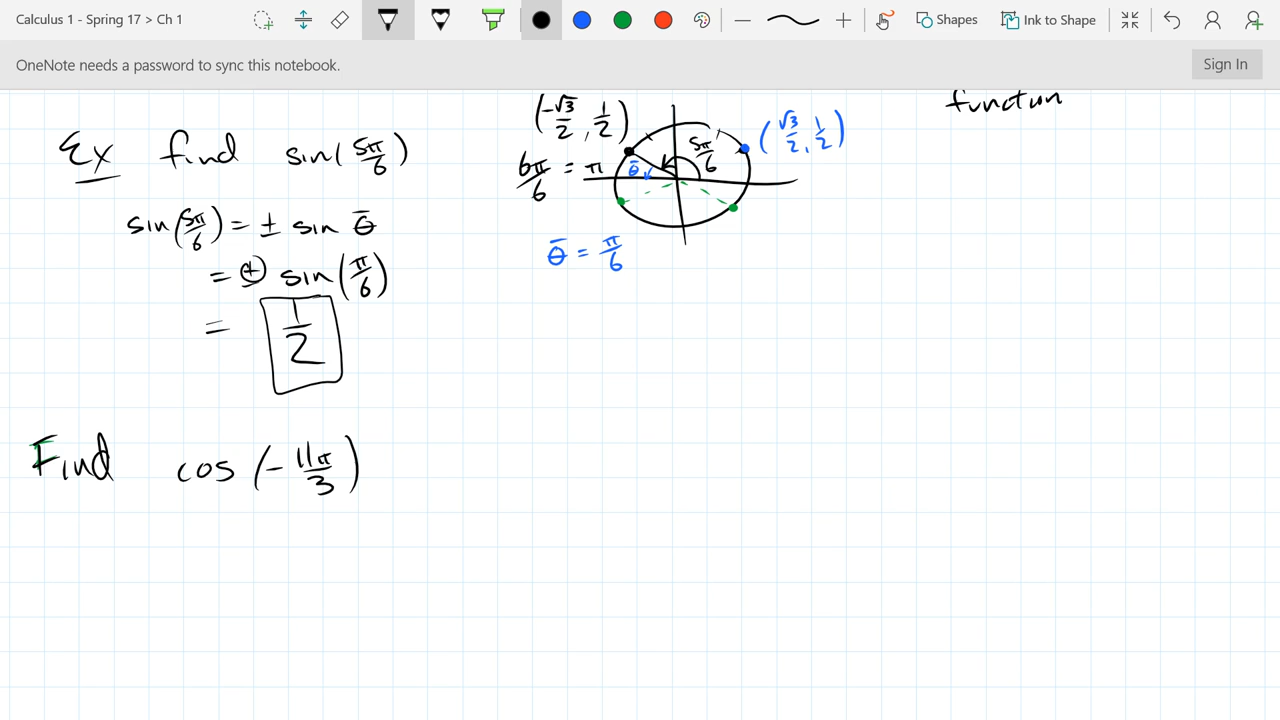 Calculus 1 - Spring 17 > Ch 1
Shapes
Ink to Shape
OneNote needs a password to sync this notebook.
Sign In
function
Ex find sin(5π/6)
sin(5π/6) = ± sin θ̄
= ⊕ sin(π/6)
= 1/2
(-√3/2, 1/2)
6π/6 = π
θ̄
5π/6
(√3/2, 1/2)
θ̄ = π/6
Find cos(-11π/3)